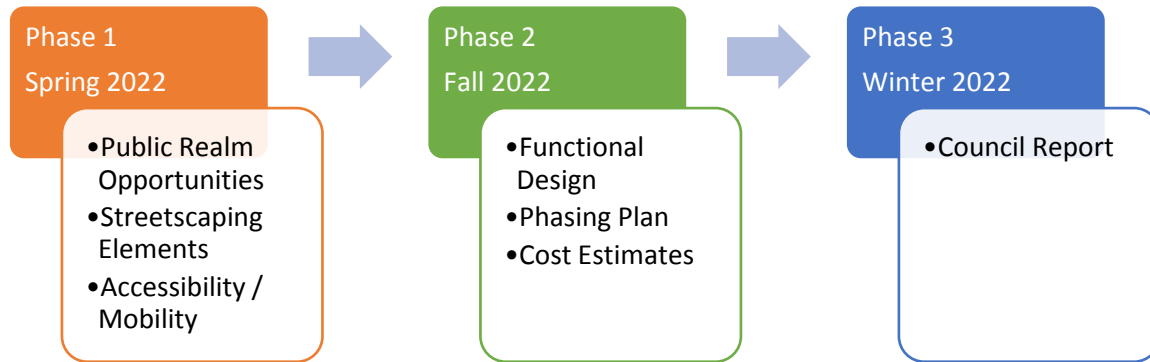 Phase 1
Spring 2022
•Public Realm
Opportunities
•Streetscaping
Elements
•Accessibility /
Mobility
Phase 2
Fall 2022
•Functional
Design
•Phasing Plan
•Cost Estimates
Phase 3
Winter 2022
•Council Report